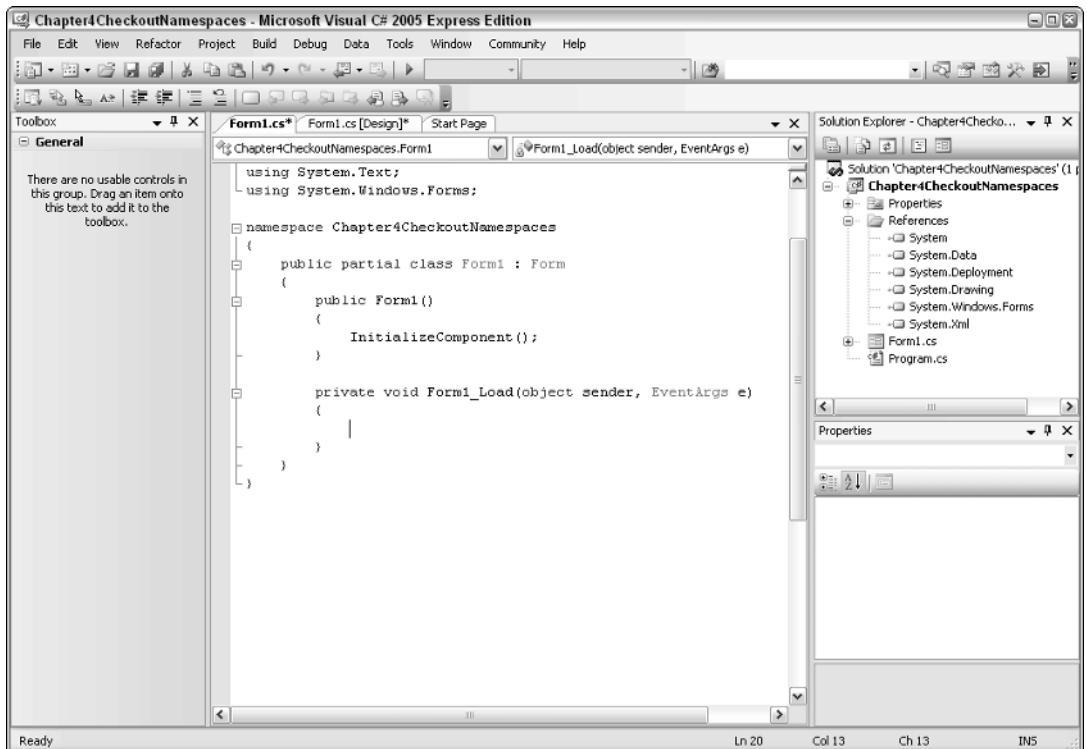 Chapter4CheckoutNamespaces - Microsoft Visual C# 2005 Express Edition
File Edit View Refactor Project Build Debug Data Tools Window Community Help
Toolbox
General
There are no usable controls in
this group. Drag an item onto
this text to add it to the
toolbox.
Form1.cs* Form1.cs [Design]* Start Page
Chapter4CheckoutNamespaces.Form1 Form1_Load(object sender, EventArgs e)
using System.Text;
using System.Windows.Forms;
namespace Chapter4CheckoutNamespaces
{
public partial class Form1 : Form
{
public Form1()
{
InitializeComponent();
}
private void Form1_Load(object sender, EventArgs e)
{
}
}
}
Solution Explorer - Chapter4Checko...
Solution 'Chapter4CheckoutNamespaces' (1 p
Chapter4CheckoutNamespaces
Properties
References
System
System.Data
System.Deployment
System.Drawing
System.Windows.Forms
System.Xml
Form1.cs
Program.cs
Properties
Ready Ln 20 Col 13 Ch 13 INS